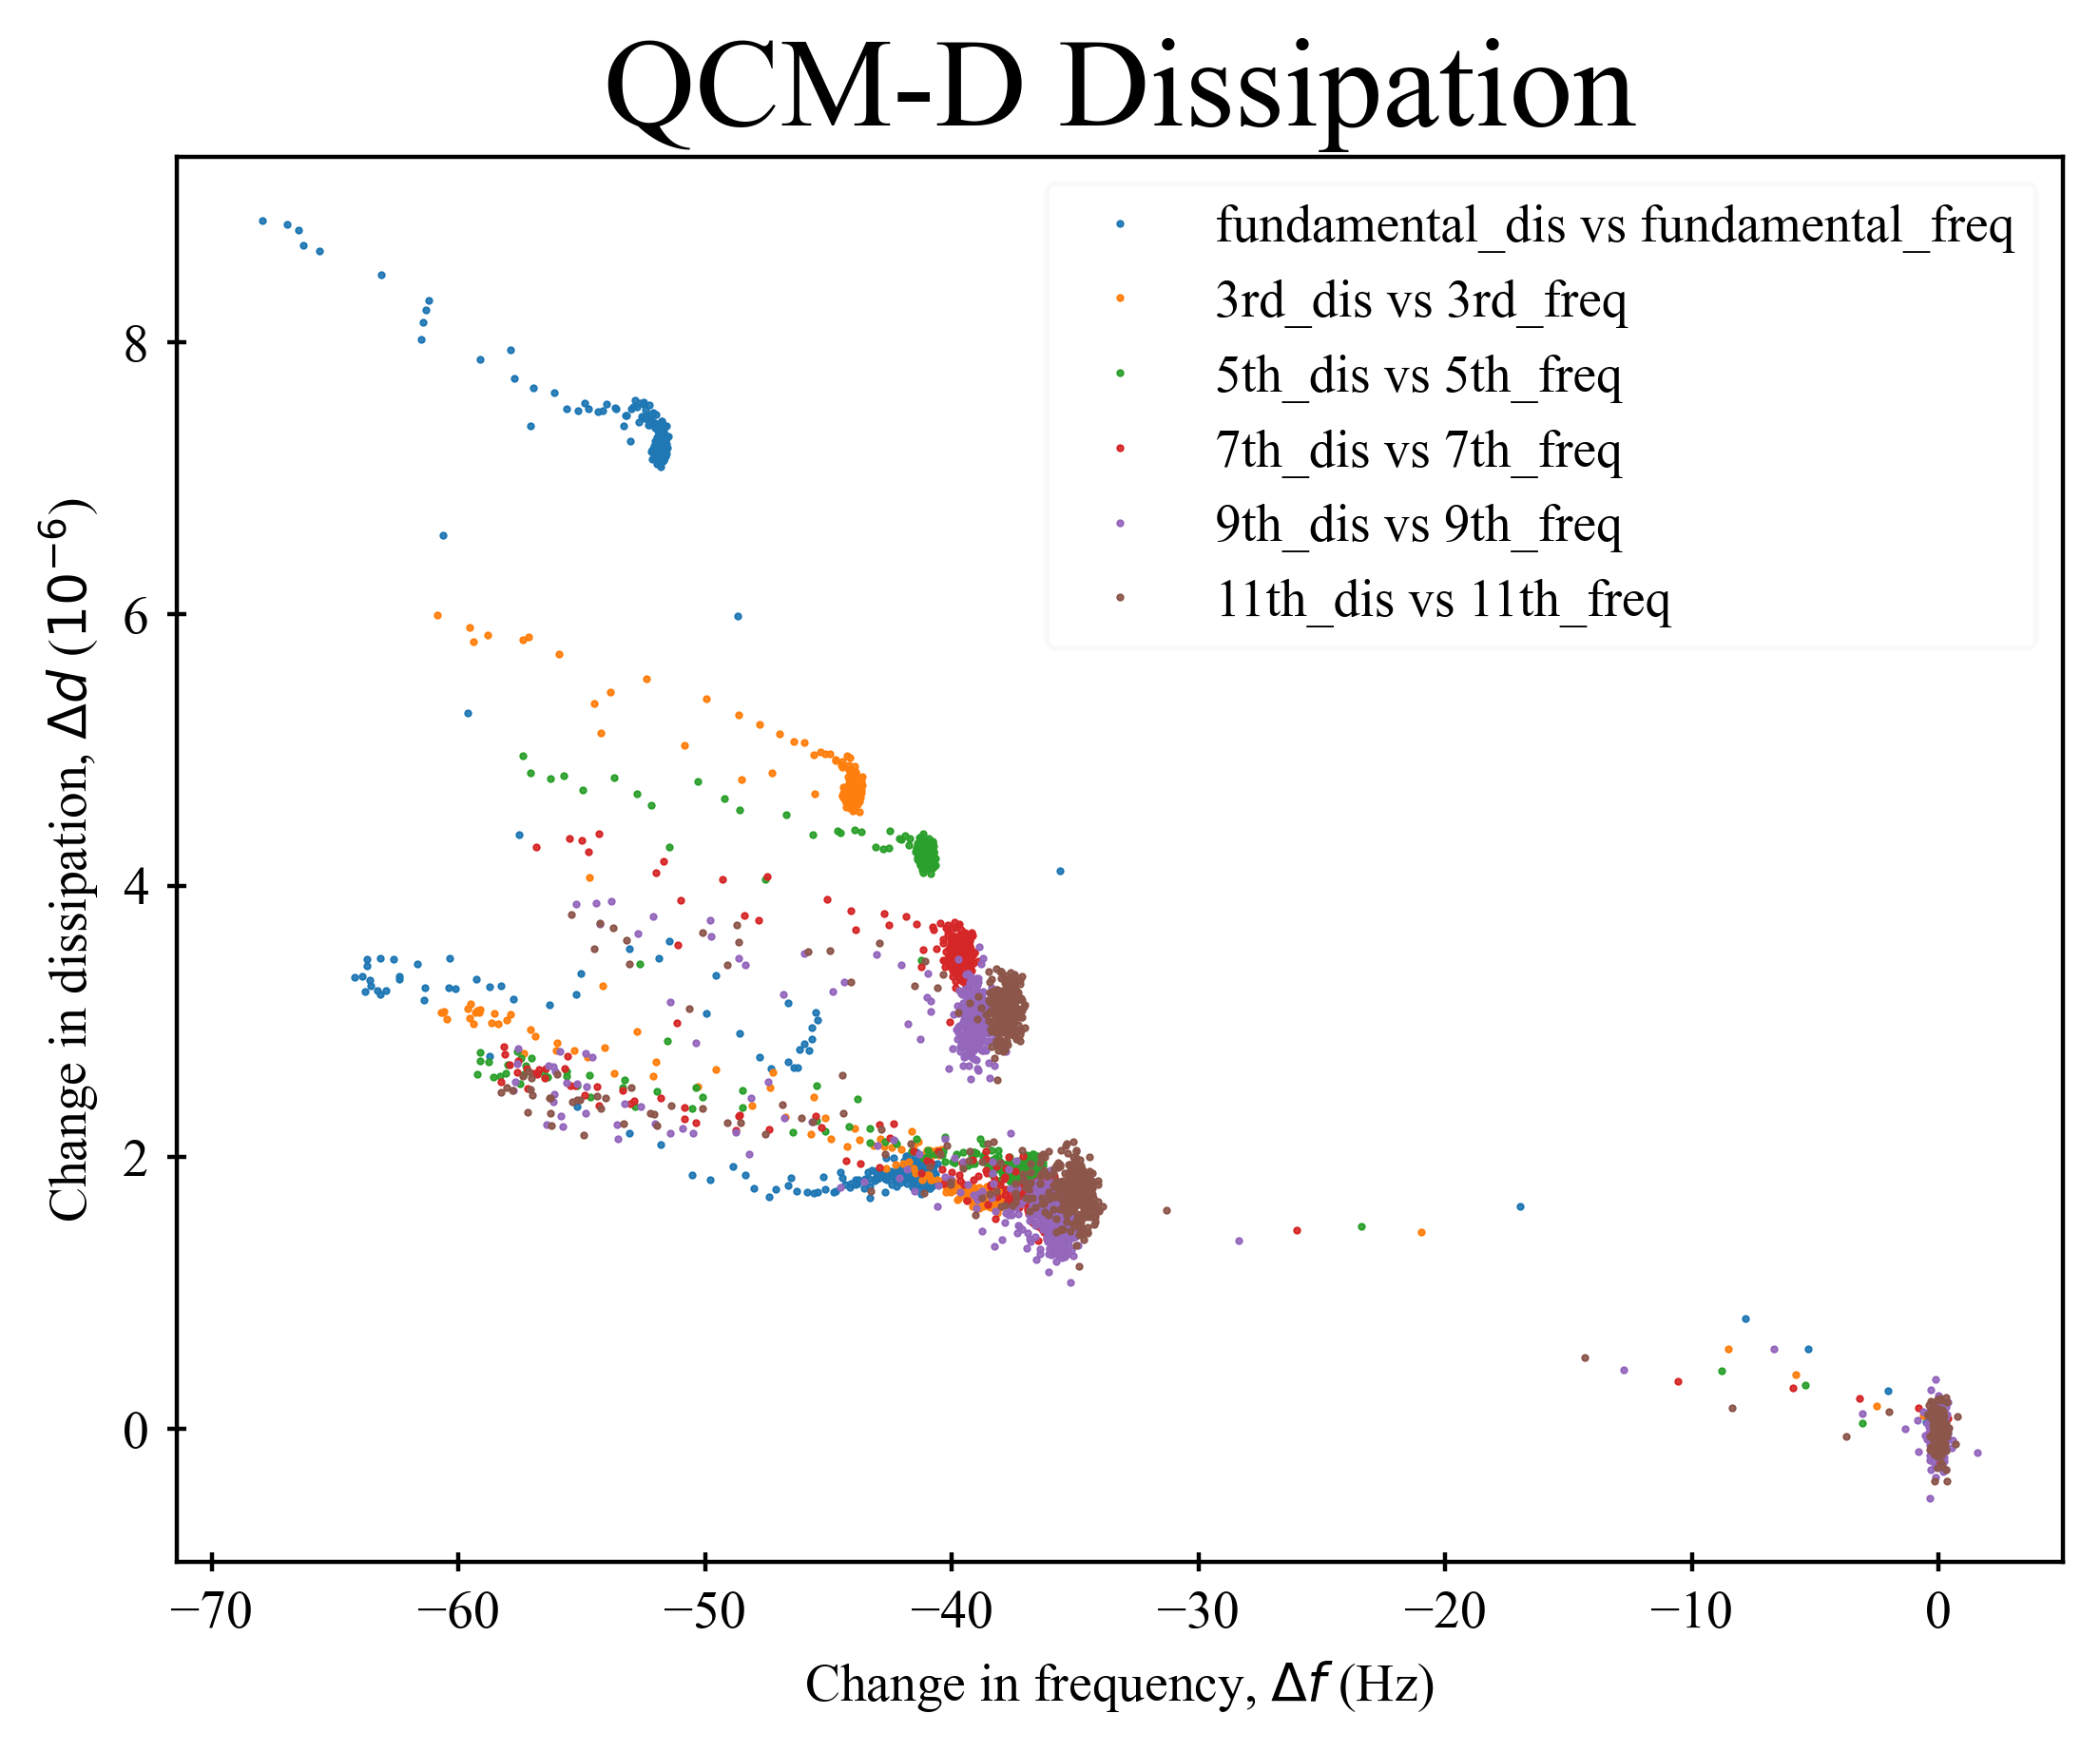 QCM-D Dissipation
fundamental_dis vs fundamental_freq
3rd_dis vs 3rd_freq
5th_dis vs 5th_freq
7th_dis vs 7th_freq
9th_dis vs 9th_freq
11th_dis vs 11th_freq
Change in dissipation, Δd (10⁻⁶)
8
6
4
2
0
−70 −60 −50 −40 −30 −20 −10 0
Change in frequency, Δf (Hz)